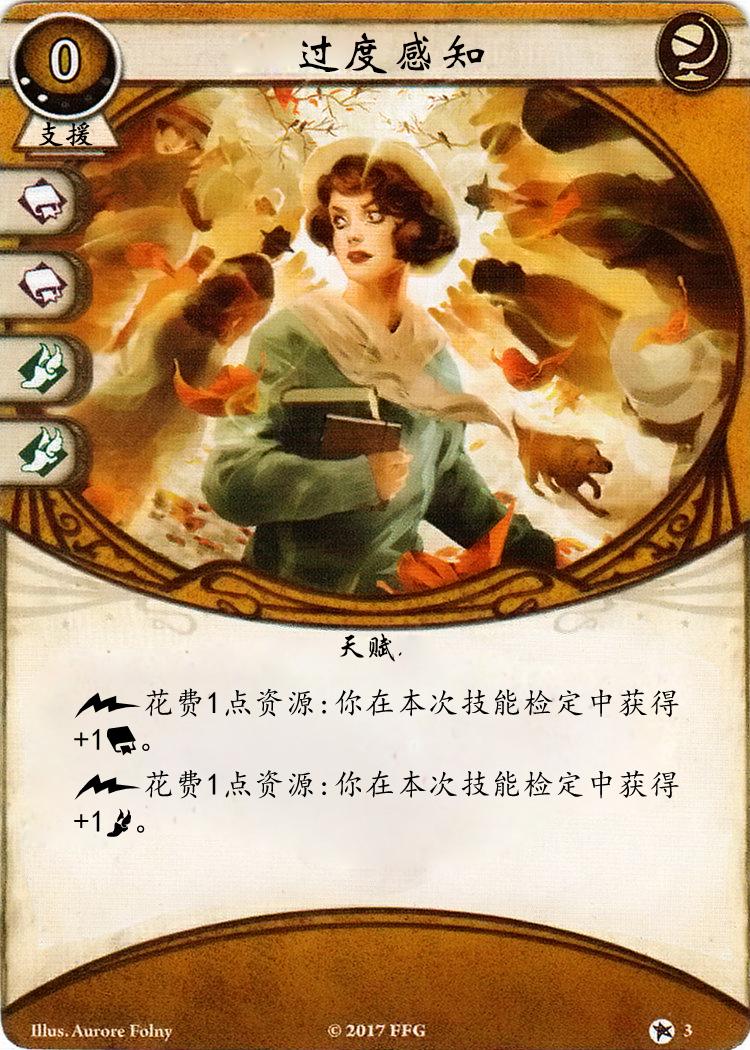 0
过度感知
支援
天赋.
花费1点资源:你在本次技能检定中获得
+1。
花费1点资源:你在本次技能检定中获得
+1。
Illus. Aurore Folny
© 2017 FFG
3